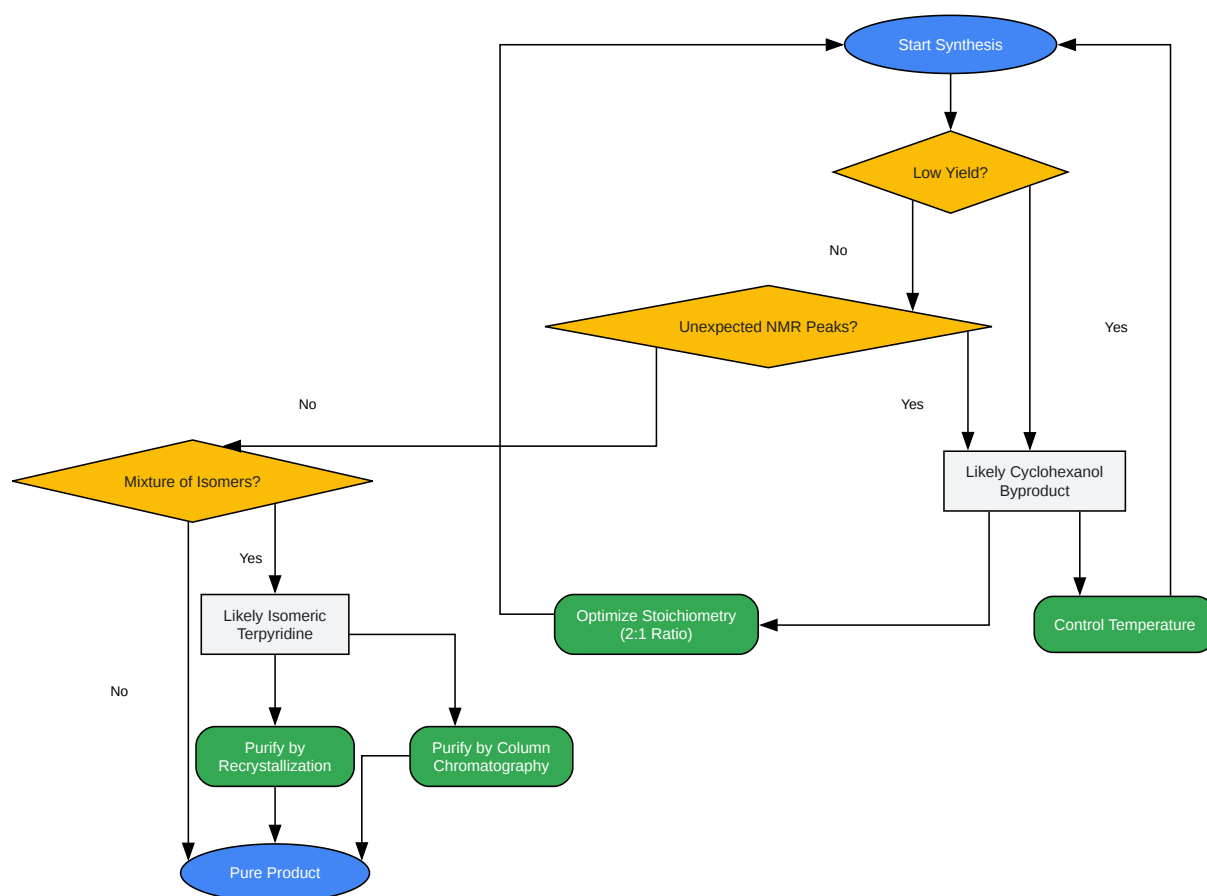 Start Synthesis
Low Yield?
No
Unexpected NMR Peaks?
Yes
No
Yes
Likely Cyclohexanol
Byproduct
Mixture of Isomers?
Yes
Likely Isomeric
Terpyridine
Optimize Stoichiometry
(2:1 Ratio)
Control Temperature
No
Purify by
Recrystallization
Purify by Column
Chromatography
Pure Product